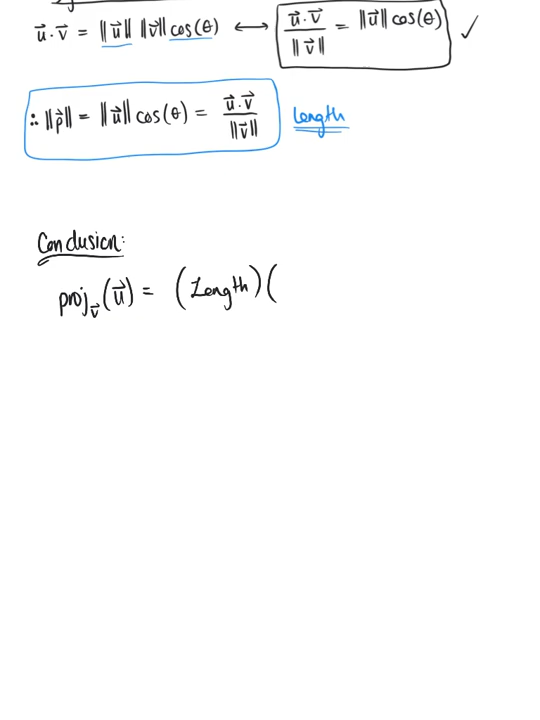 u⃗·v⃗ = ‖u⃗‖ ‖v⃗‖ cos(θ) ⟷ u⃗·v⃗ / ‖v⃗‖ = ‖u⃗‖ cos(θ) ✓
∴ ‖p⃗‖ = ‖u⃗‖ cos(θ) = u⃗·v⃗ / ‖v⃗‖ Length
Conclusion:
proj_v⃗(u⃗) = (Length)(